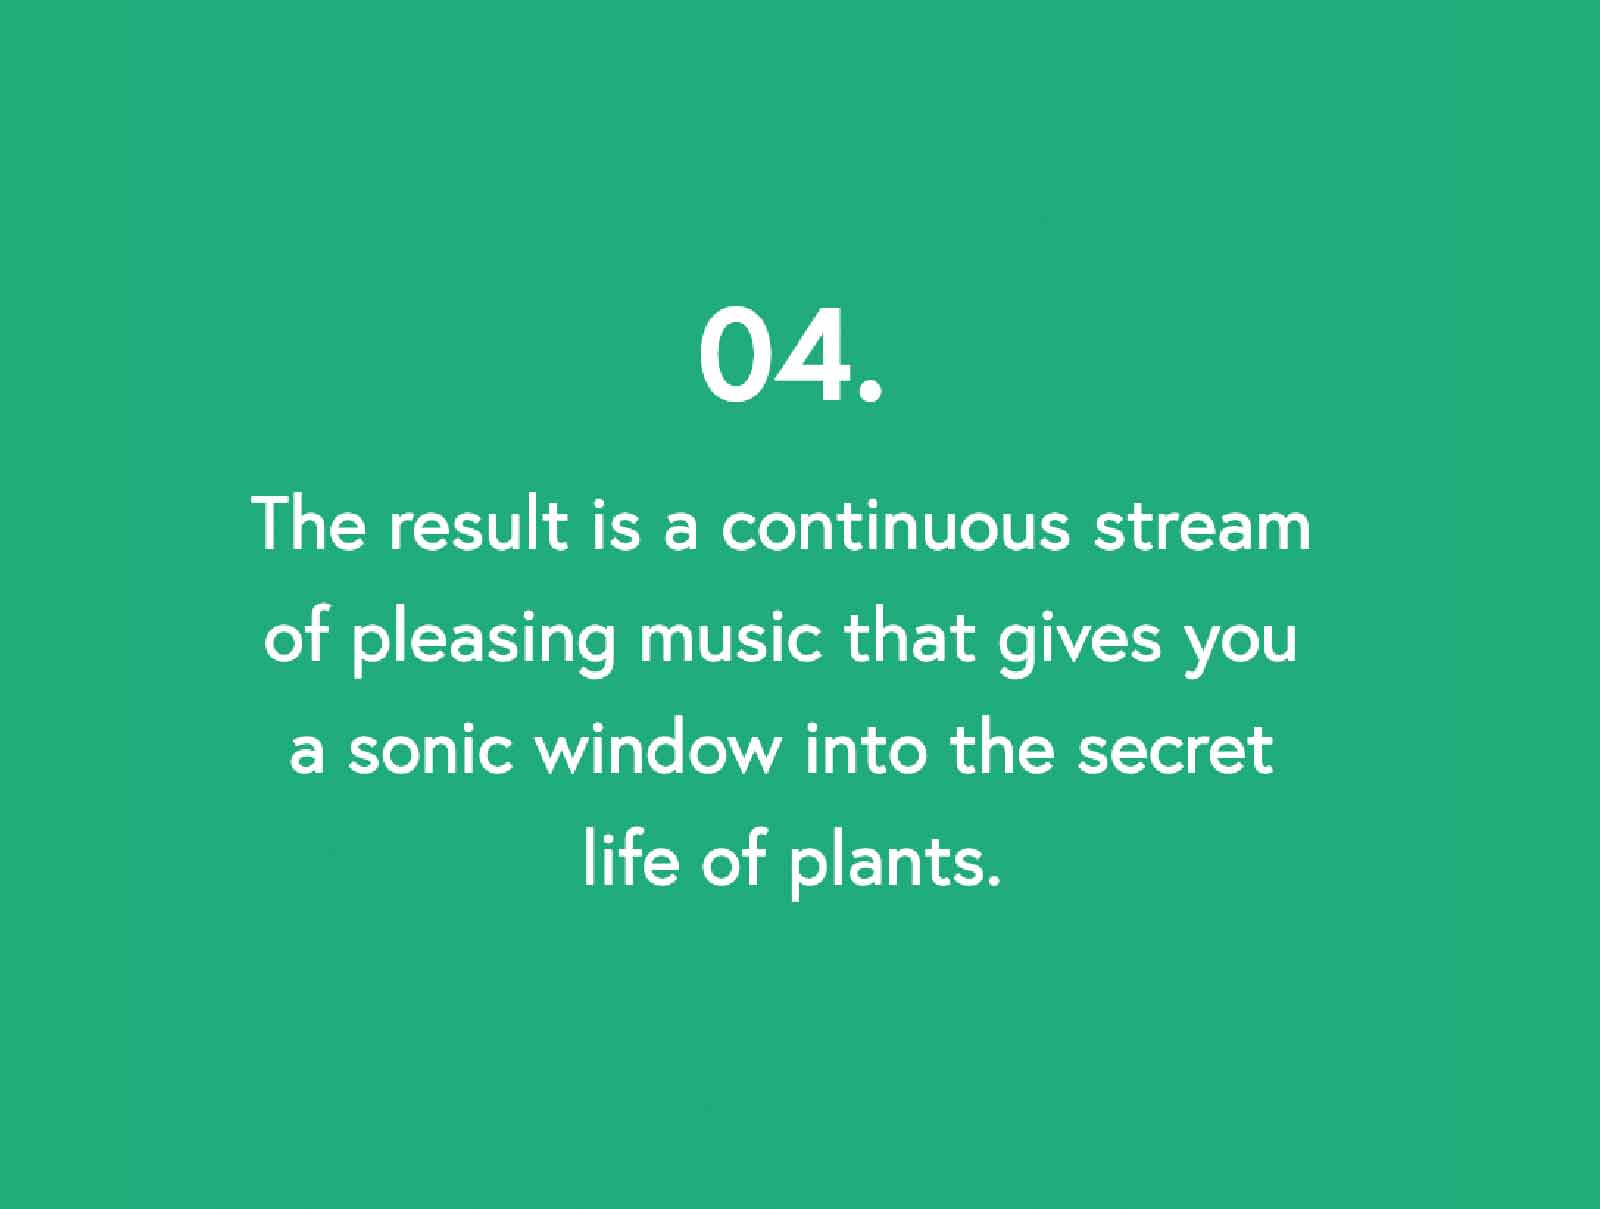 04.
The result is a continuous stream
of pleasing music that gives you
a sonic window into the secret
life of plants.